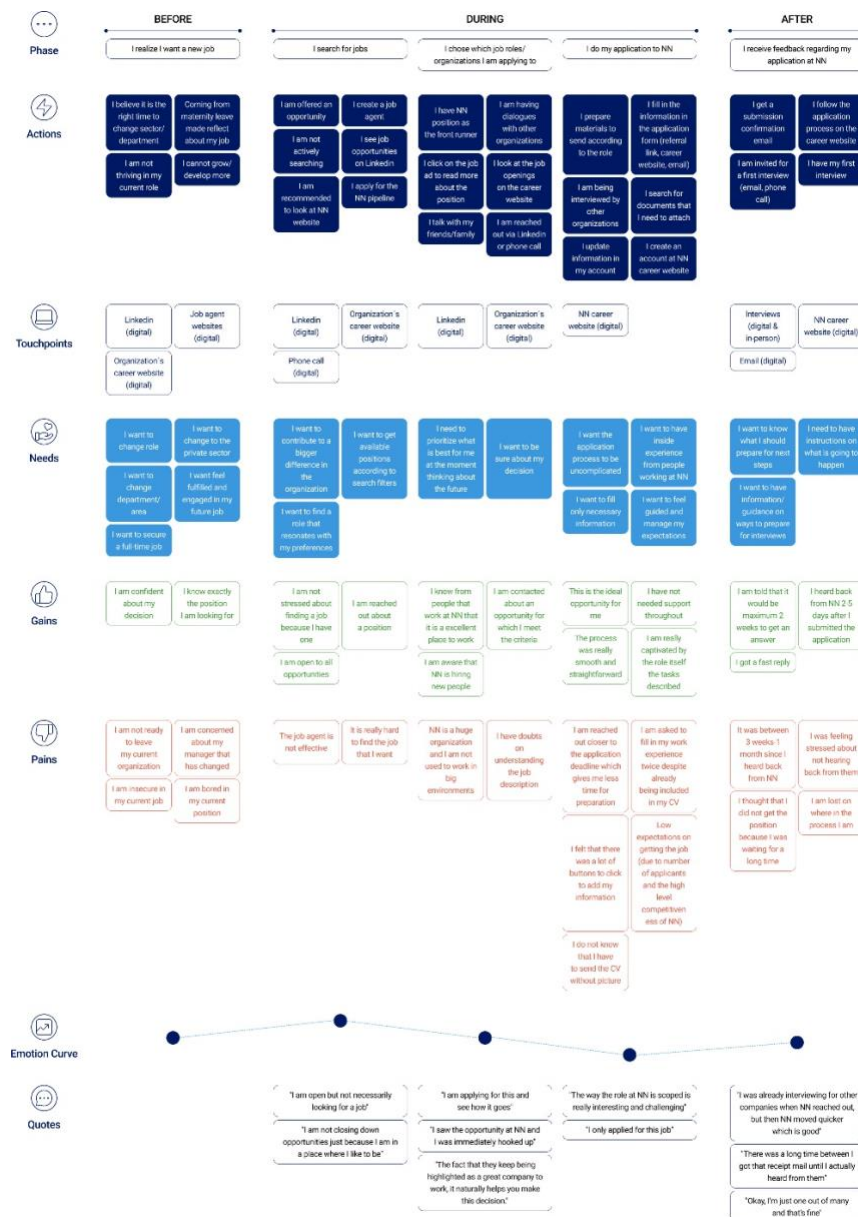 BEFORE
DURING
AFTER
Phase
I realize I want a new job
I search for jobs
I chose which job roles/
organizations I am applying to
I do my application to NN
I receive feedback regarding my
application at NN
Actions
I believe it is the
right time to
change sector/
department
Coming from
maternity leave
made reflect
about my job
I am not
thriving in my
current role
I cannot grow/
develop more
I am offered an
opportunity
I create a job
agent
I am not
actively
searching
I see job
opportunities
on Linkedin
I am
recommended
to look at NN
website
I apply for the
NN pipeline
I have NN
position as
the front runner
I am having
dialogues
with other
organizations
I click on the job
ad to read more
about the
position
I look at the job
openings
on the career
website
I talk with my
friends/family
I am reached
out via Linkedin
or phone call
I prepare
materials to
send according
to the role
I fill in the
information in
the application
form (referral
link, career
website, email)
I am being
interviewed by
other
organizations
I search for
documents that
I need to attach
I update
information in
my account
I create an
account at NN
career website
I get a
submission
confirmation
email
I follow the
application
process on the
career website
I am invited for
a first interview
(email, phone
call)
I have my first
interview
Touchpoints
Linkedin
(digital)
Job agent
websites
(digital)
Organization´s
career website
(digital)
Linkedin
(digital)
Organization´s
career website
(digital)
Phone call
(digital)
Linkedin
(digital)
Organization´s
career website
(digital)
NN career
website (digital)
Interviews
(digital &
in-person)
NN career
website (digital)
Email (digital)
Needs
I want to
change role
I want to
change to the
private sector
I want to
change
department/
area
I want feel
fulfilled and
engaged in my
future job
I want to secure
a full-time job
I want to
contribute to a
bigger
difference in
the
organization
I want to get
available
positions
according to
search filters
I want to find a
role that
resonates with
my preferences
I need to
prioritize what
is best for me
at the moment
thinking about
the future
I want to be
sure about my
decision
I want the
application
process to be
uncomplicated
I want to have
inside
experience
from people
working at NN
I want to fill
only necessary
information
I want to feel
guided and
manage my
expectations
I want to know
what I should
prepare for next
steps
I need to have
instructions on
what is going to
happen
I want to have
information/
guidance on
ways to prepare
for interviews
Gains
I am confident
about my
decision
I know exactly
the position
I am looking for
I am not
stressed about
finding a job
because I have
one
I am reached
out about
a position
I am open to all
opportunities
I know from
people that
work at NN that
it is a excellent
place to work
I am contacted
about an
opportunity for
which I meet
the criteria
I am aware that
NN is hiring
new people
This is the ideal
opportunity for
me
I have not
needed support
throughout
The process
was really
smooth and
straightforward
I am really
captivated by
the role itself
the tasks
described
I am told that it
would be
maximum 2
weeks to get an
answer
I heard back
from NN 2-5
days after I
submitted the
application
I got a fast reply
Pains
I am not ready
to leave
my current
organization
I am concerned
about my
manager that
has changed
I am insecure in
my current job
I am bored in
my current
position
The job agent is
not effective
It is really hard
to find the job
that I want
NN is a huge
organization
and I am not
used to work in
big
environments
I have doubts
on
understanding
the job
description
I am reached
out closer to
the application
deadline which
gives me less
time for
preparation
I am asked to
fill in my work
experience
twice despite
already
being included
in my CV
I felt that there
was a lot of
buttons to click
to add my
information
Low
expectations on
getting the job
(due to number
of applicants
and the high
level
competitiven
ess of NN)
I do not know
that I have
to send the CV
without picture
It was between
3 weeks-1
month since I
heard back
from NN
I was feeling
stressed about
not hearing
back from them
I thought that I
did not get the
position
because I was
waiting for a
long time
I am lost on
where in the
process I am
Emotion Curve
Quotes
"I am open but not necessarily
looking for a job"
"I am not closing down
opportunities just because I am in
a place where I like to be"
"I am applying for this and
see how it goes"
"I saw the opportunity at NN and
I was immediately hooked up"
"The fact that they keep being
highlighted as a great company to
work, it naturally helps you make
this decision."
"The way the role at NN is scoped is
really interesting and challenging"
"I only applied for this job"
"I was already interviewing for other
companies when NN reached out,
but then NN moved quicker
which is good"
"There was a long time between I
got that receipt mail until I actually
heard from them"
"Okay, I'm just one out of many
and that's fine"